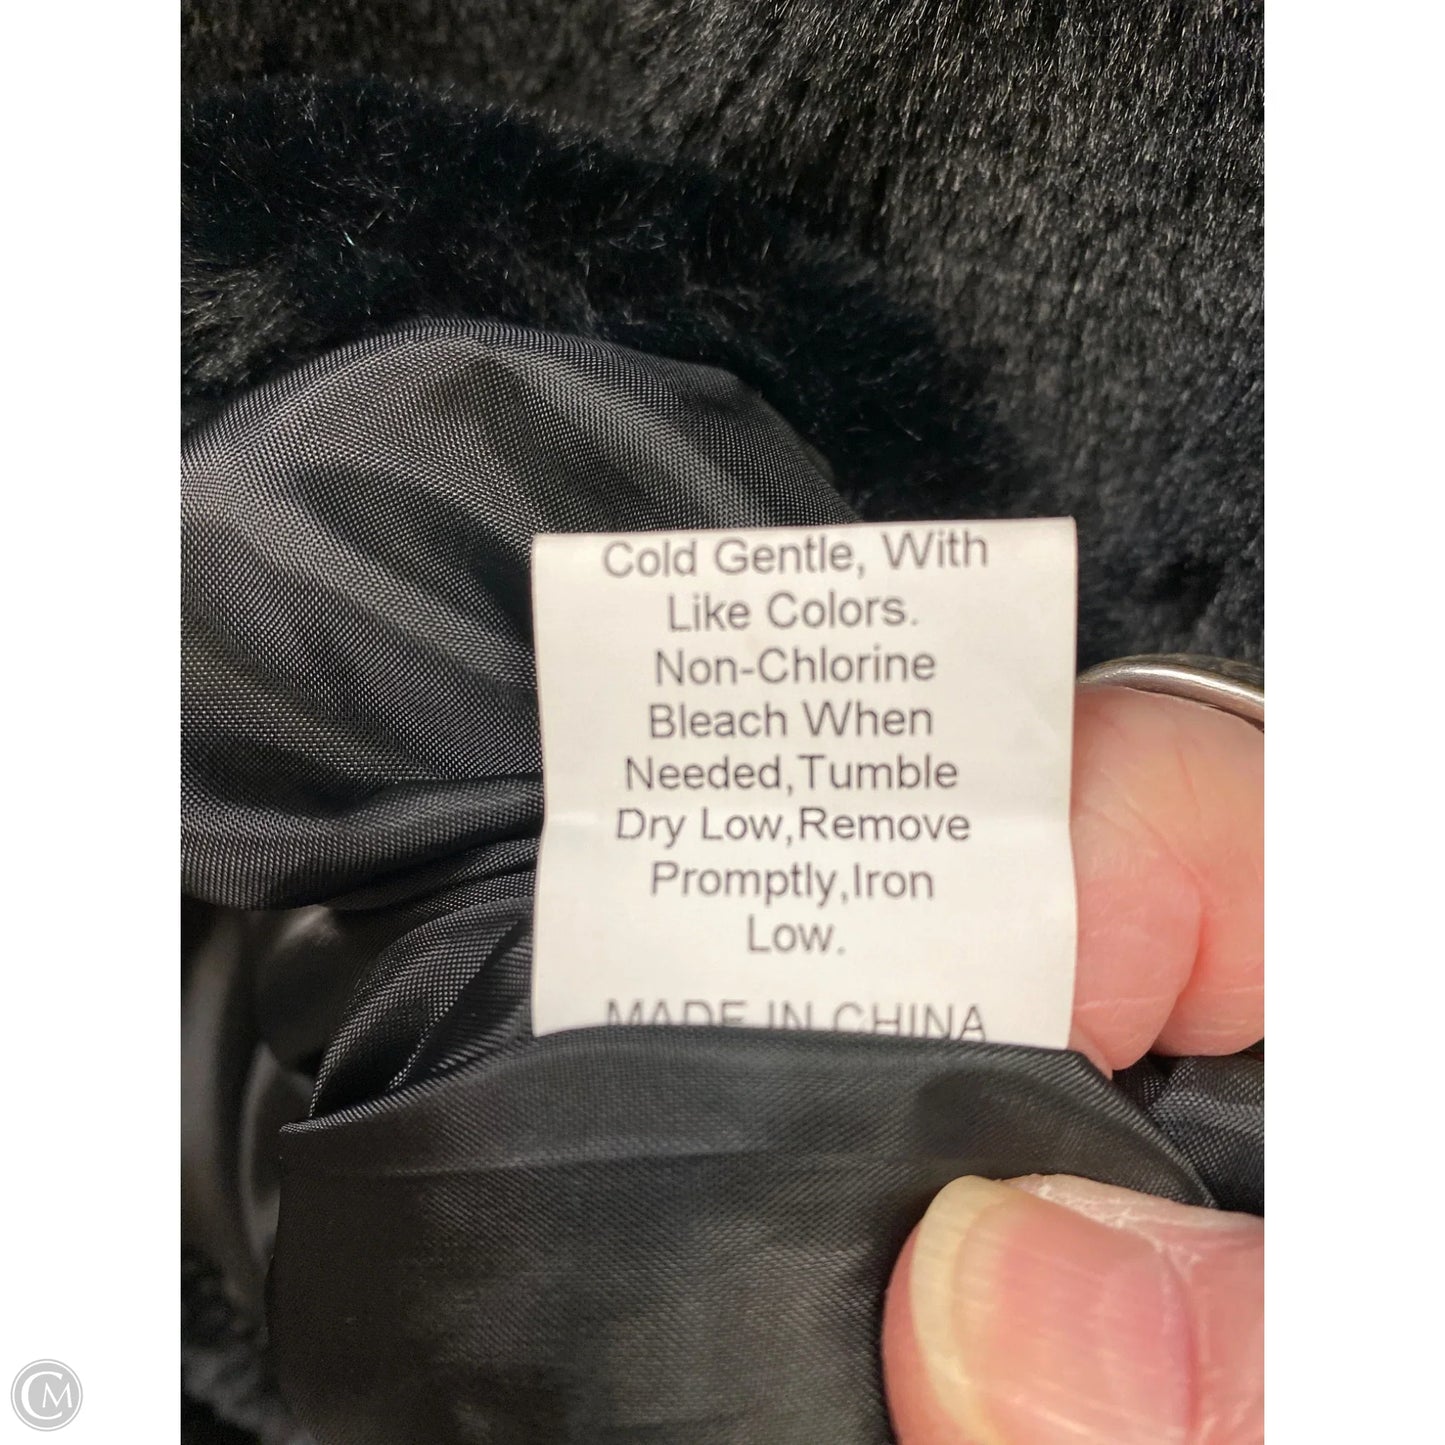 Cold Gentle, With
Like Colors.
Non-Chlorine
Bleach When
Needed,Tumble
Dry Low,Remove
Promptly,Iron
Low.
MADE IN CHINA
CM